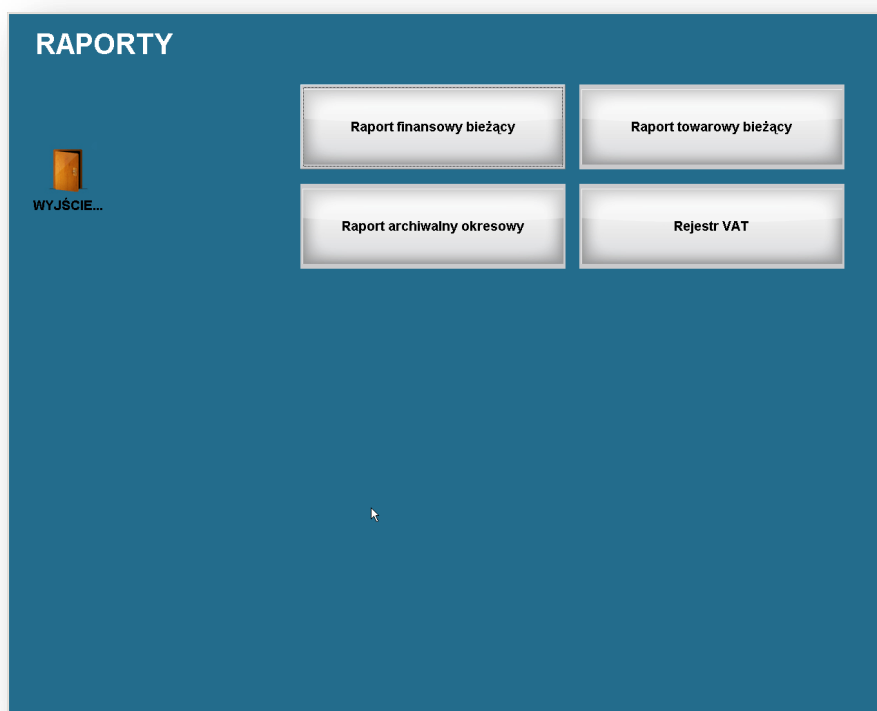 RAPORTY
Raport finansowy bieżący
Raport towarowy bieżący
WYJŚCIE...
Raport archiwalny okresowy
Rejestr VAT